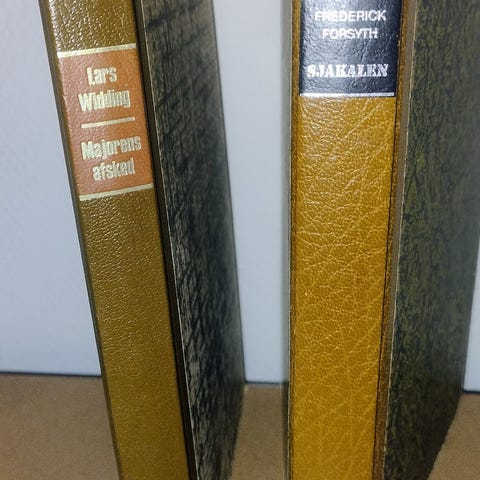 Lars
Widding
Majorens
afsked
FREDERICK
FORSYTH
SJAKALEN